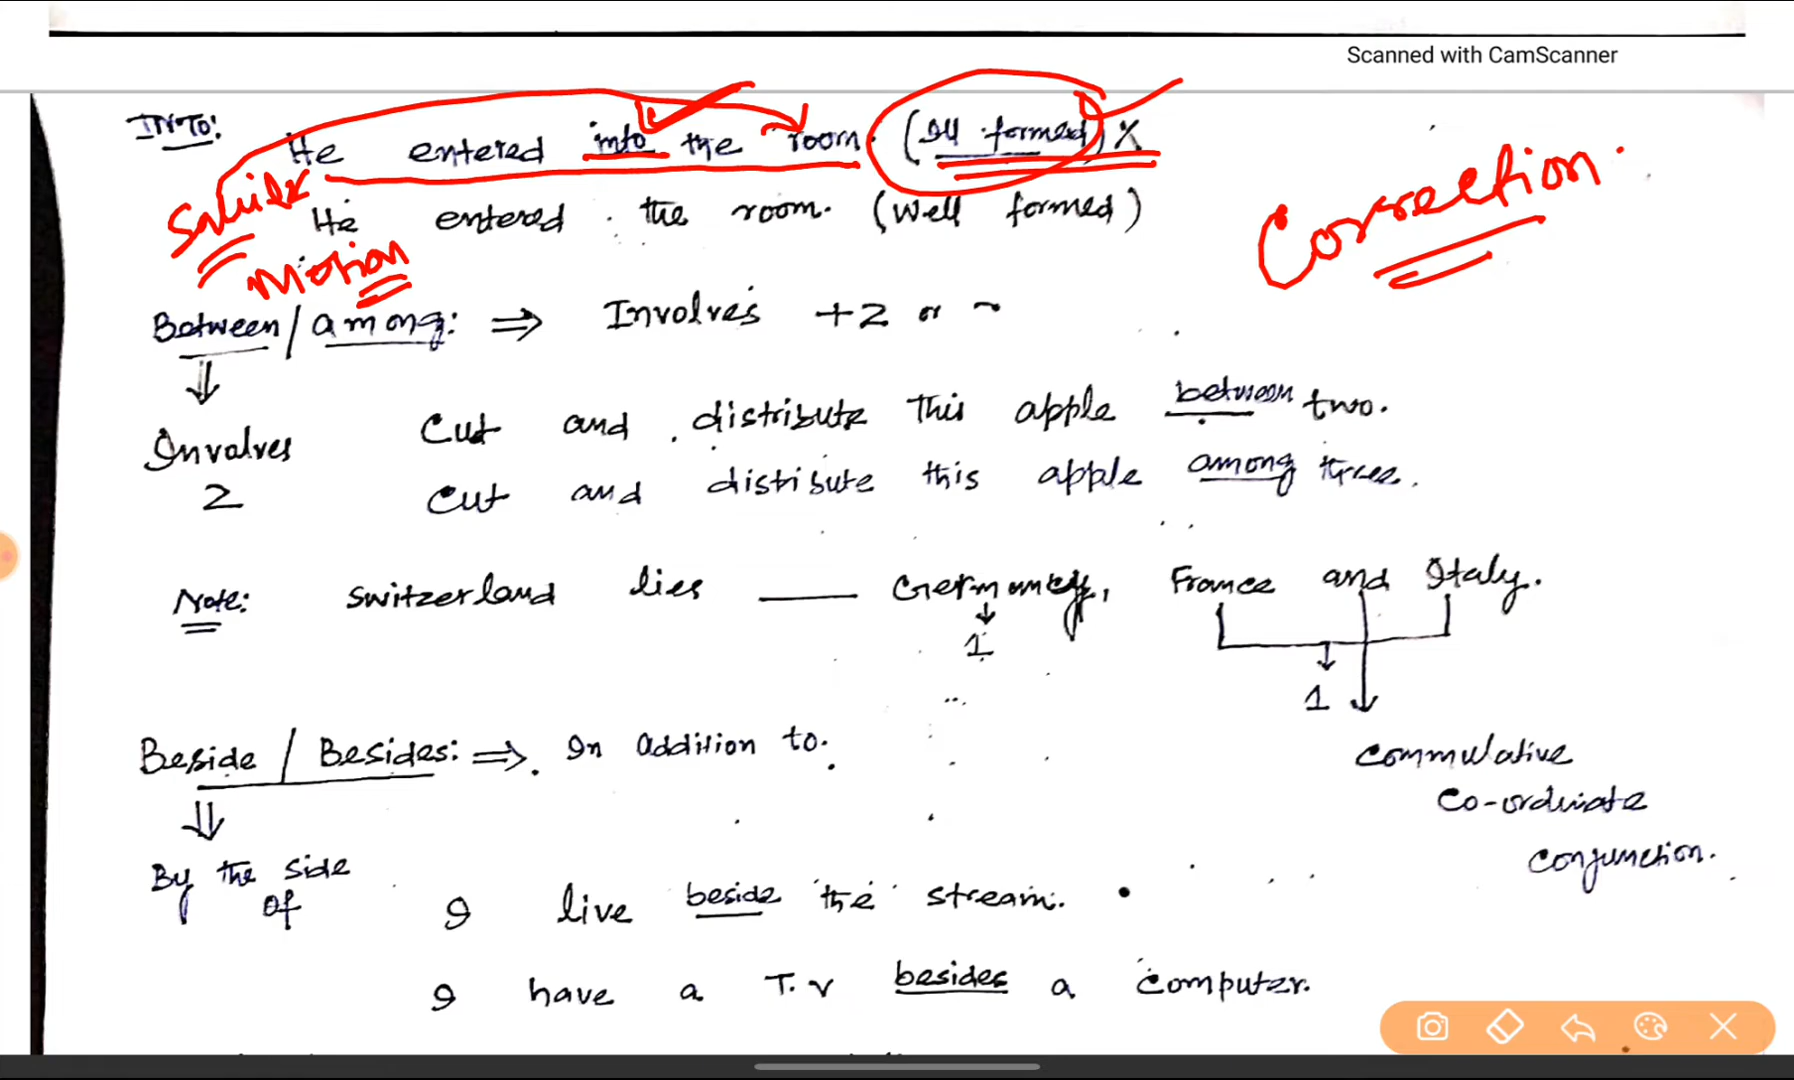 Scanned with CamScanner
INTO:
He entered into the room. (Ill formed) X
He entered the room. (Well formed)
Motion
Correction.
Between / among: ⇒ Involves +2 or ~
⇓
Involves
2
Cut and distribute This apple between two.
Cut and distribute this apple among three.
Note: Switzerland lies ____ Germany, France and Italy.
↓
1
↓
1 ↓
Commulative
Co-ordinate
Conjunction.
Beside / Besides: ⇒ In addition to.
⇓
By the side
of
I live beside the stream.
I have a T.V besides a computer.